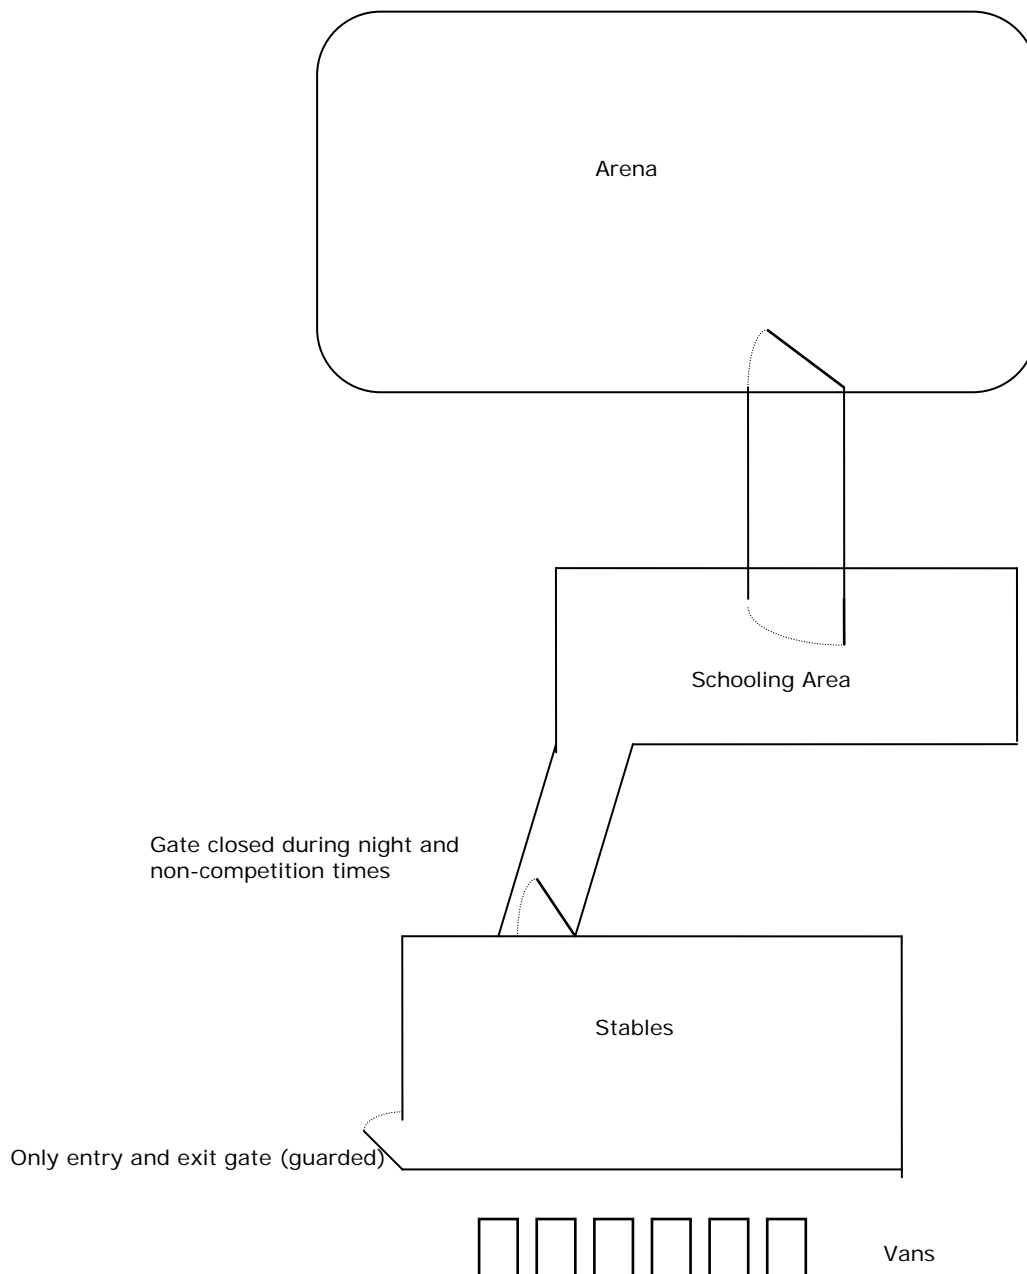 Arena
Schooling Area
Gate closed during night and
non-competition times
Stables
Only entry and exit gate (guarded)
Vans